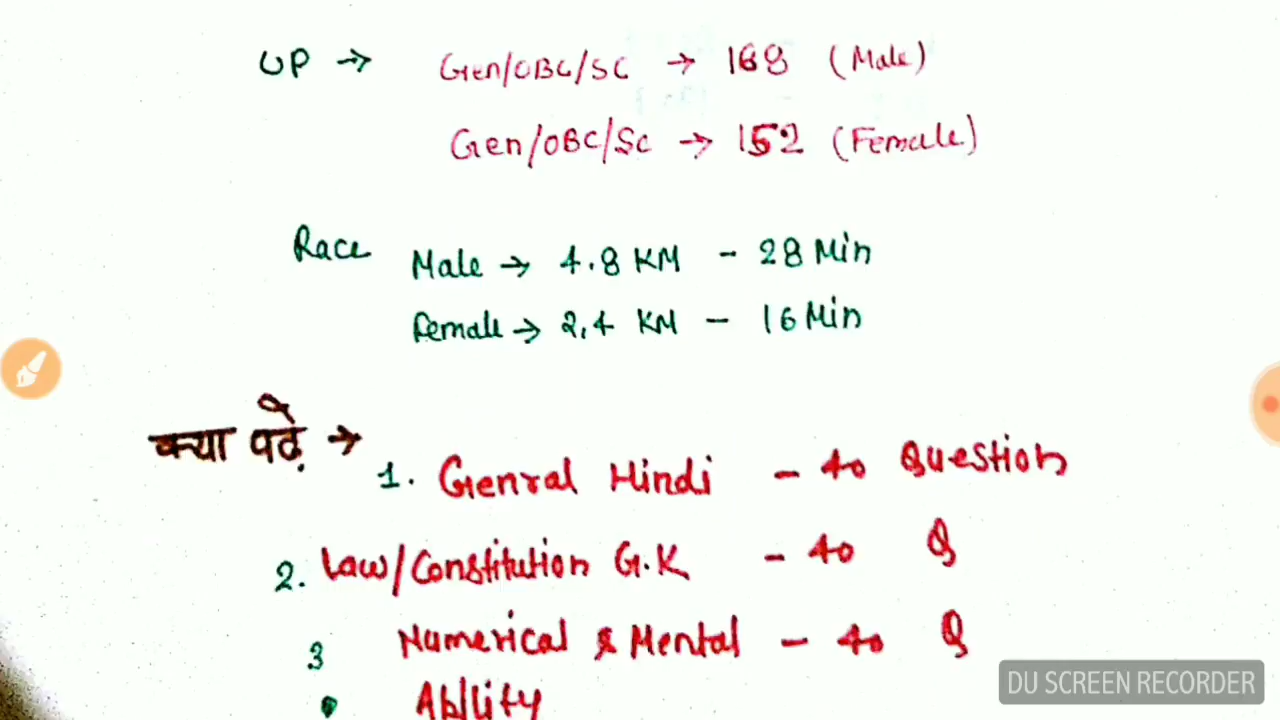 UP → Gen/OBC/SC → 168 (Male)
Gen/OBC/SC → 152 (Female)
Race Male → 4.8 KM - 28 Min
Female → 2.4 KM - 16 Min
क्या पढ़े →
1. Genral Hindi - 40 Question
2. Law/Constitution G.K - 40 Q
3 Numerical & Mental - 40 Q
Ability
DU SCREEN RECORDER